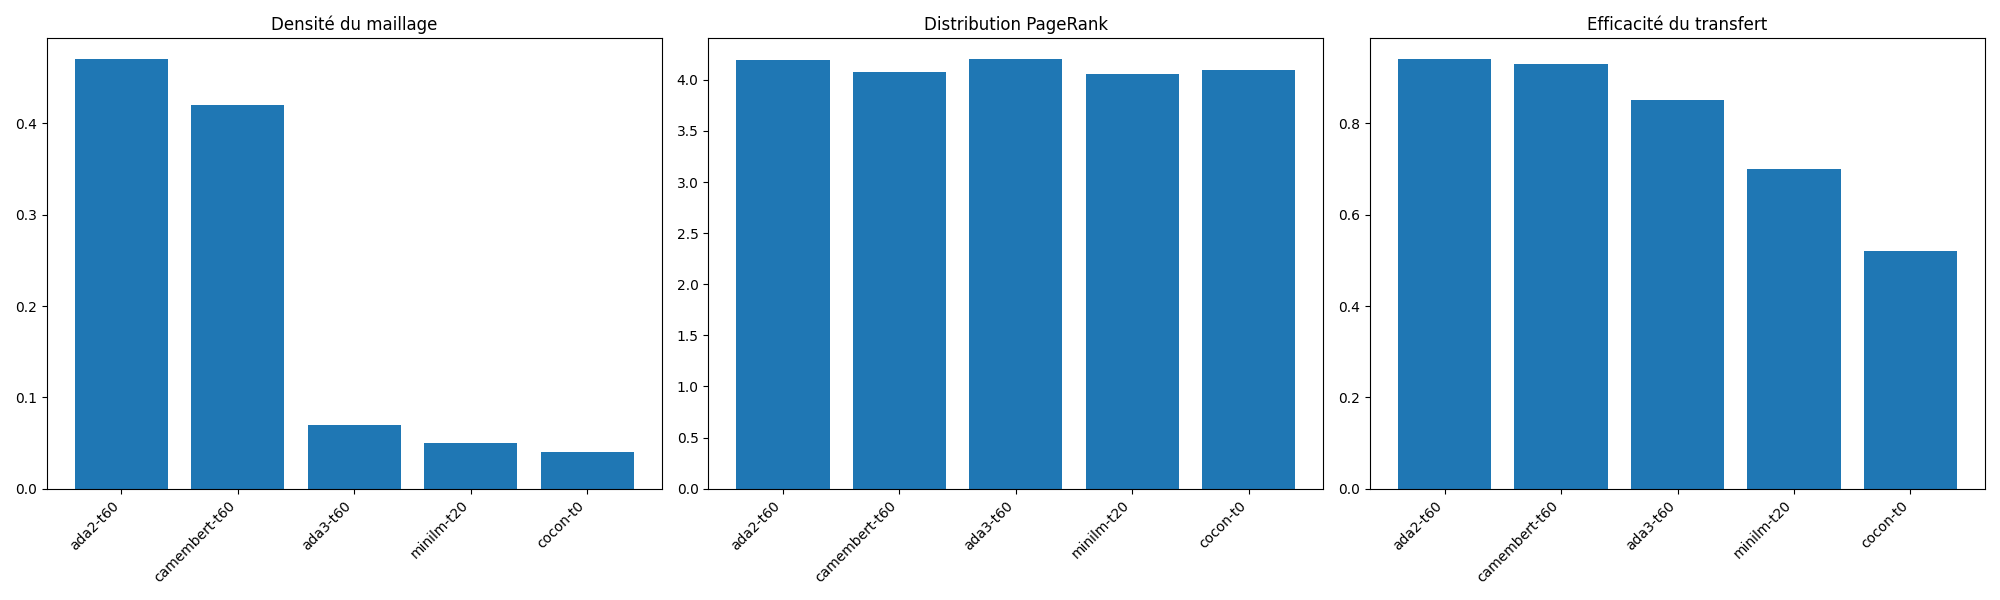 Densité du maillage
0.4
0.3
0.2
0.1
0.0
ada2-t60
camembert-t60
ada3-t60
minilm-t20
cocon-t0
Distribution PageRank
4.0
3.5
3.0
2.5
2.0
1.5
1.0
0.5
0.0
ada2-t60
camembert-t60
ada3-t60
minilm-t20
cocon-t0
Efficacité du transfert
0.8
0.6
0.4
0.2
0.0
ada2-t60
camembert-t60
ada3-t60
minilm-t20
cocon-t0